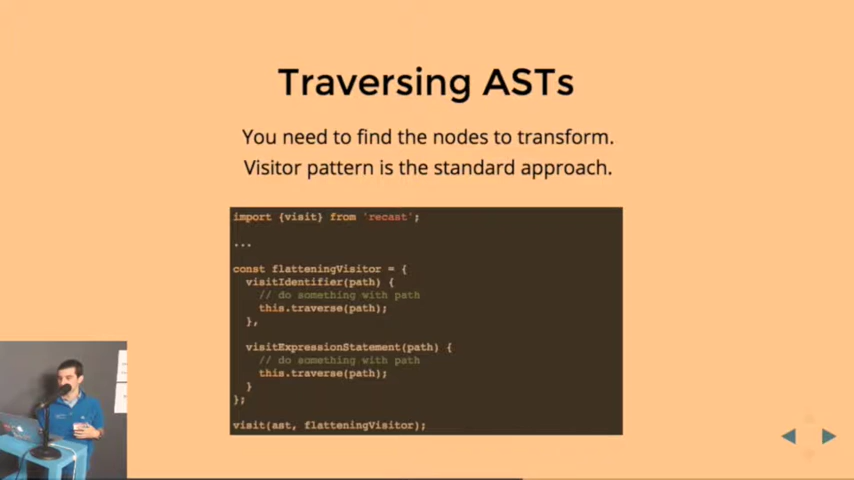 Traversing ASTs
You need to find the nodes to transform.
Visitor pattern is the standard approach.
import {visit} from 'recast';
...
const flatteningVisitor = {
visitIdentifier(path) {
// do something with path
this.traverse(path);
},
visitExpressionStatement(path) {
// do something with path
this.traverse(path);
}
};
visit(ast, flatteningVisitor);